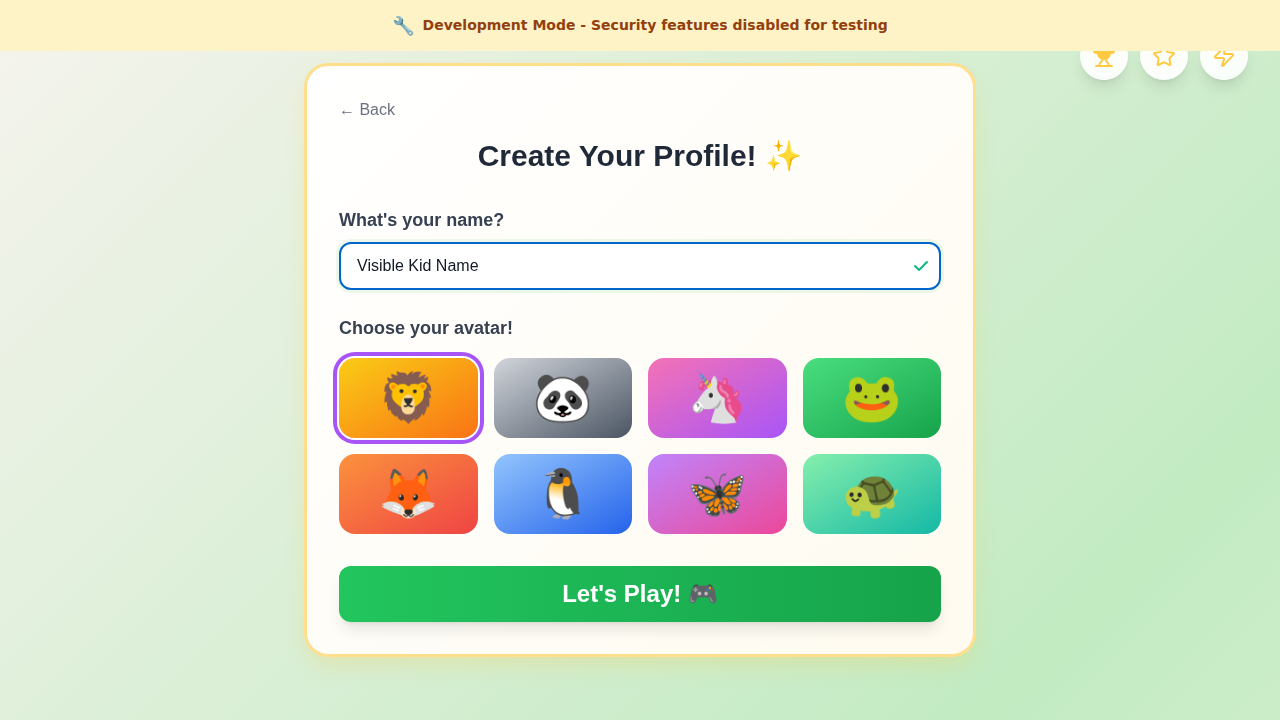 🔧 Development Mode - Security features disabled for testing
← Back
Create Your Profile! ✨
What's your name?
Visible Kid Name
Choose your avatar!
Let's Play! 🎮